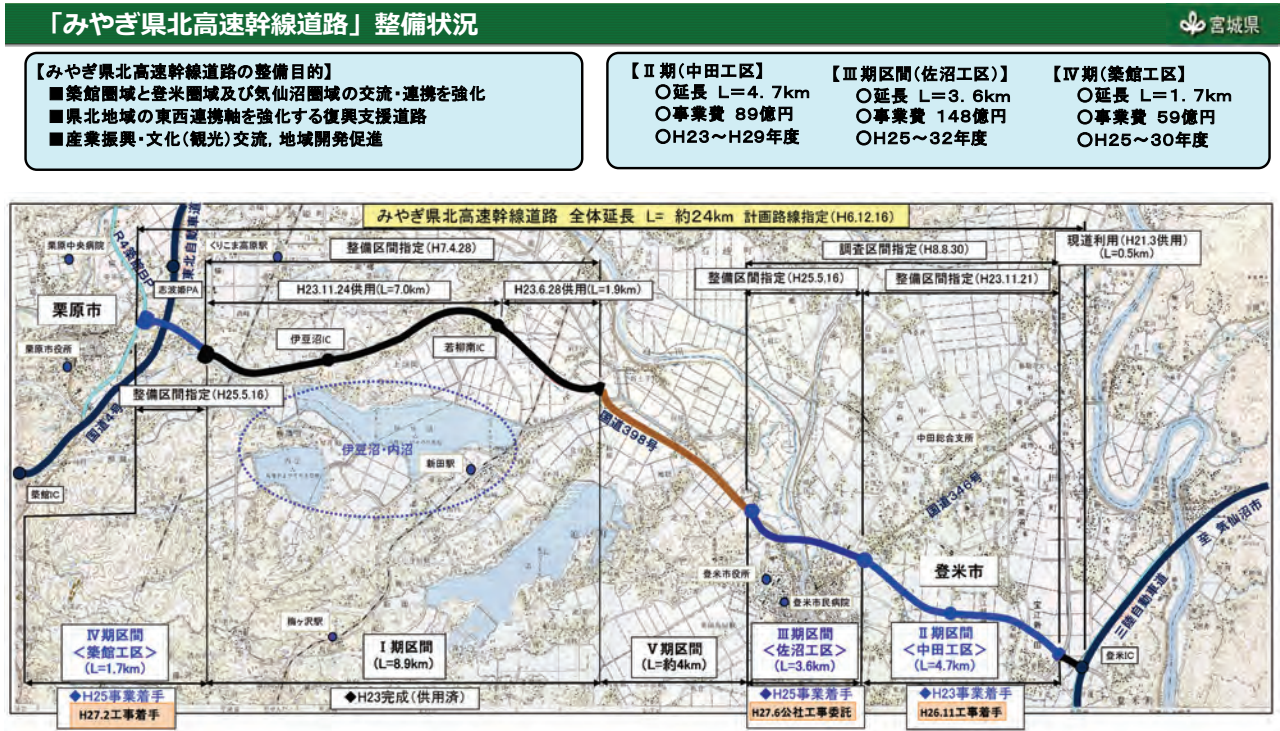 「みやぎ県北高速幹線道路」整備状況
宮城県
【みやぎ県北高速幹線道路の整備目的】
■築館圏域と登米圏域及び気仙沼圏域の交流・連携を強化
■県北地域の東西連携軸を強化する復興支援道路
■産業振興・文化(観光)交流, 地域開発促進
【Ⅱ期(中田工区】
○延長 L=4. 7km
○事業費 89億円
○H23～H29年度
【Ⅲ期区間(佐沼工区)】
○延長 L=3. 6km
○事業費 148億円
○H25～32年度
【Ⅳ期(築館工区】
○延長 L=1. 7km
○事業費 59億円
○H25～30年度
みやぎ県北高速幹線道路 全体延長 L= 約24km 計画路線指定(H6.12.16)
栗原中央病院
R4築館BP
東北自動車道
くりこま高原駅
整備区間指定(H7.4.28)
調査区間指定(H8.8.30)
現道利用(H21.3供用)
(L=0.5km)
志波姫PA
H23.11.24供用(L=7.0km)
H23.6.28供用(L=1.9km)
整備区間指定(H25.5.16)
整備区間指定(H23.11.21)
栗原市
伊豆沼IC
若柳南IC
栗原市役所
整備区間指定(H25.5.16)
国道4号
国道398号
伊豆沼・内沼
新田駅
中田総合支所
国道346号
築館IC
至 気仙沼市
登米市
登米市役所
登米市民病院
三陸自動車道
梅ヶ沢駅
登米IC
Ⅳ期区間
<築館工区>
(L=1.7km)
Ⅰ期区間
(L=8.9km)
Ⅴ期区間
(L=約4km)
Ⅲ期区間
<佐沼工区>
(L=3.6km)
Ⅱ期区間
<中田工区>
(L=4.7km)
◆H25事業着手
H27.2工事着手
◆H23完成(供用済)
◆H25事業着手
H27.6公社工事委託
◆H23事業着手
H26.11工事着手